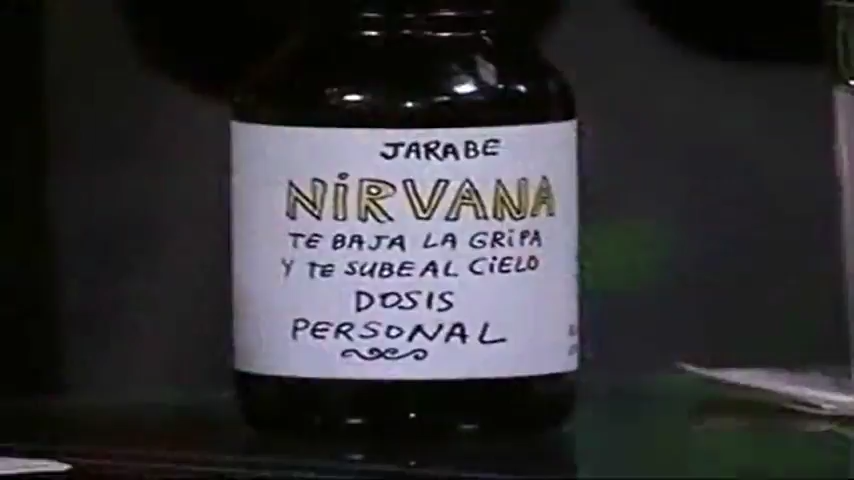 JARABE
NiRVANA
TE BAJA LA GRiPA
Y TE SUBE AL CiELO
DOSIS
PERSONAL